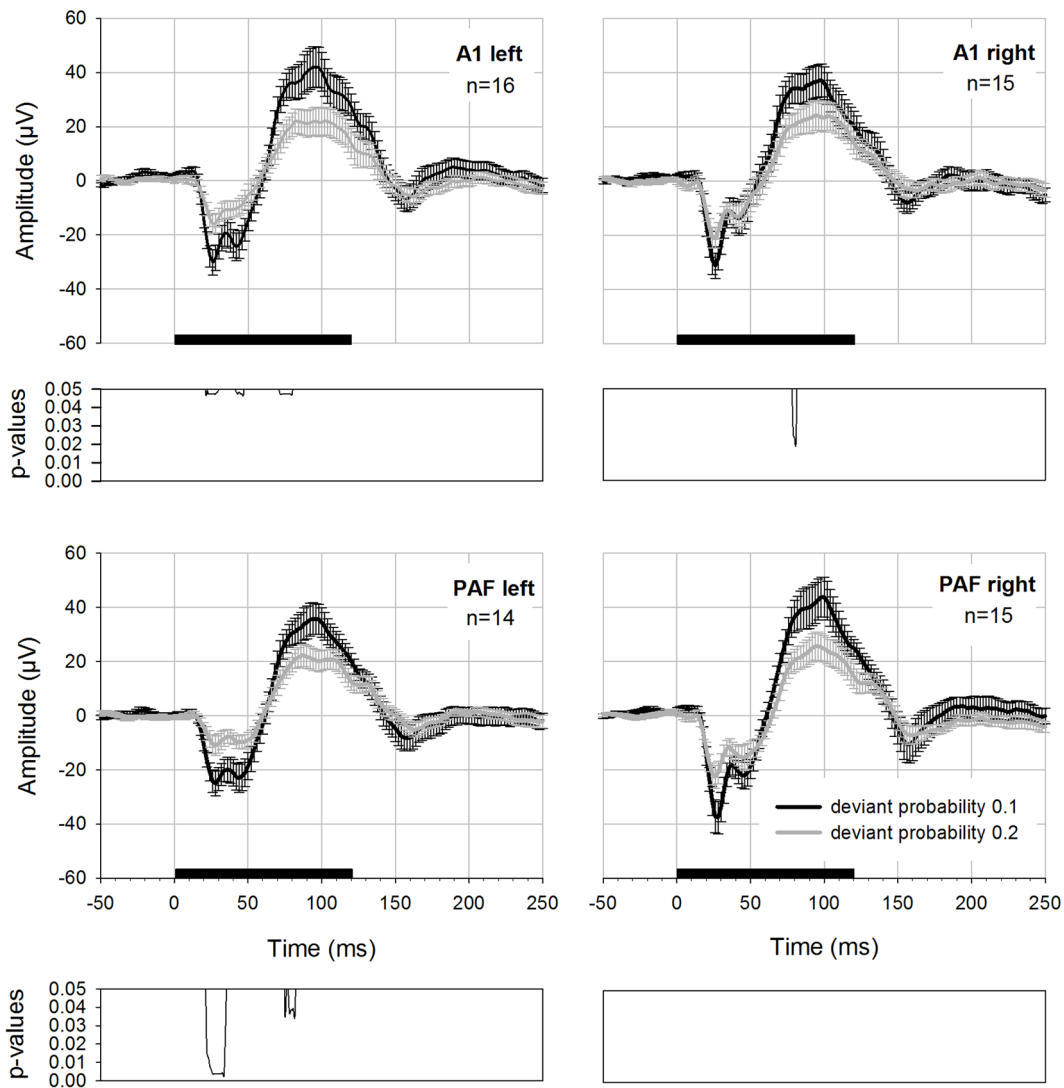 60
40
20
0
-20
-40
-60
Amplitude (µV)
A1 left
n=16
A1 right
n=15
0.05
0.04
0.03
0.02
0.01
0.00
p-values
60
40
20
0
-20
-40
-60
Amplitude (µV)
PAF left
n=14
PAF right
n=15
deviant probability 0.1
deviant probability 0.2
-50 0 50 100 150 200 250
-50 0 50 100 150 200 250
Time (ms)
Time (ms)
0.05
0.04
0.03
0.02
0.01
0.00
p-values